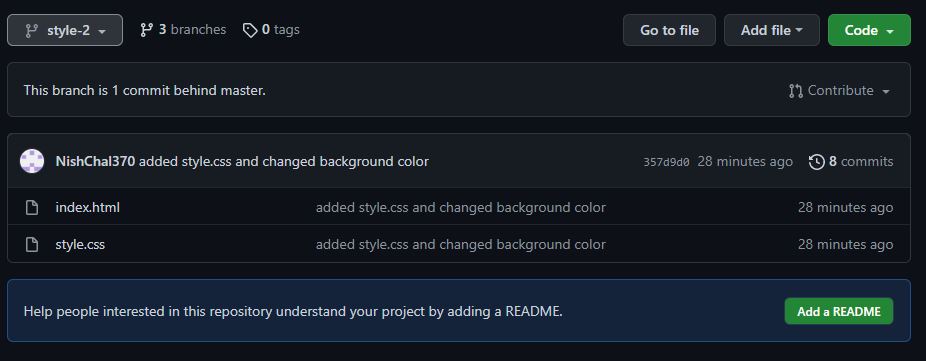 style-2 3 branches 0 tags Go to file Add file Code
This branch is 1 commit behind master. Contribute
NishChal370 added style.css and changed background color 357d9d0 28 minutes ago 8 commits
index.html added style.css and changed background color 28 minutes ago
style.css added style.css and changed background color 28 minutes ago
Help people interested in this repository understand your project by adding a README. Add a README